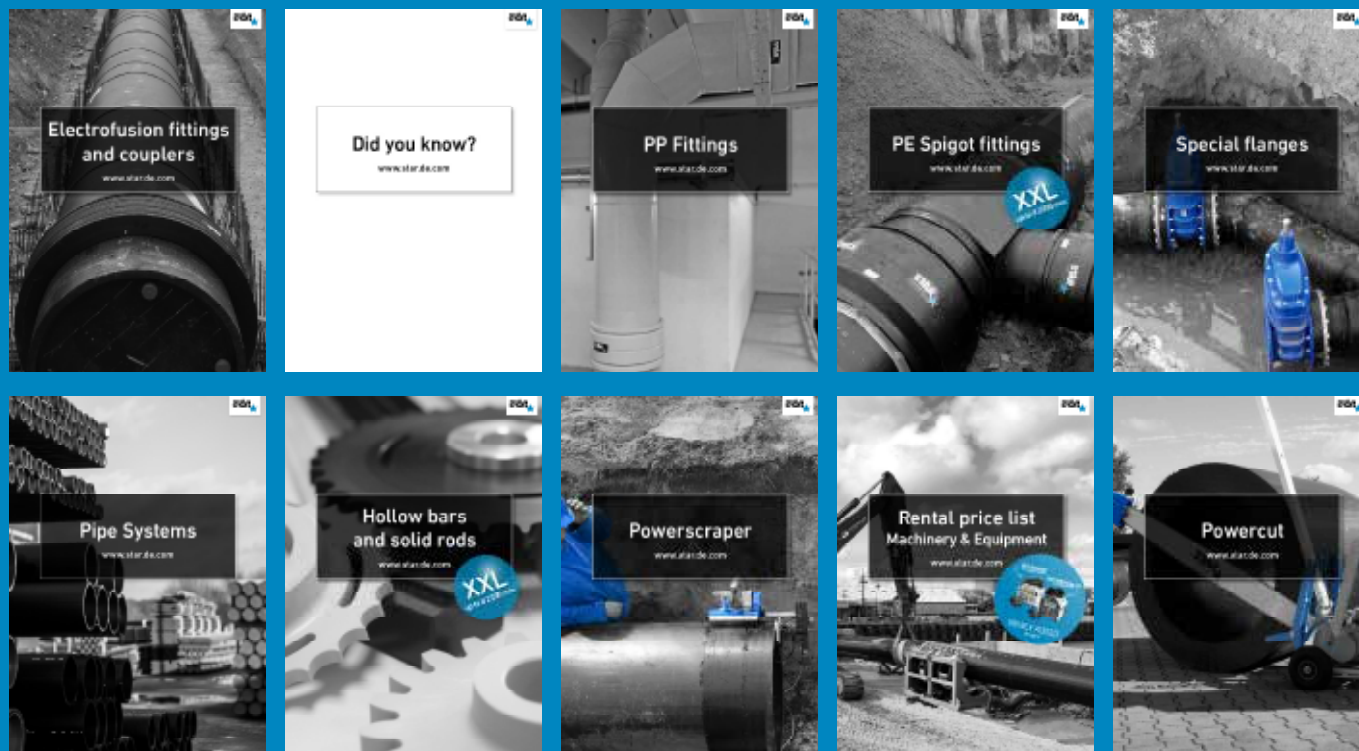 Electrofusion fittings
and couplers
www.star.de.com
Did you know?
www.star.de.com
PP Fittings
www.star.de.com
PE Spigot fittings
www.star.de.com
XXL
Special flanges
www.star.de.com
Pipe Systems
www.star.de.com
Hollow bars
and solid rods
www.star.de.com
XXL
Powerscraper
www.star.de.com
Rental price list
Machinery & Equipment
www.star.de.com
Powercut
www.star.de.com